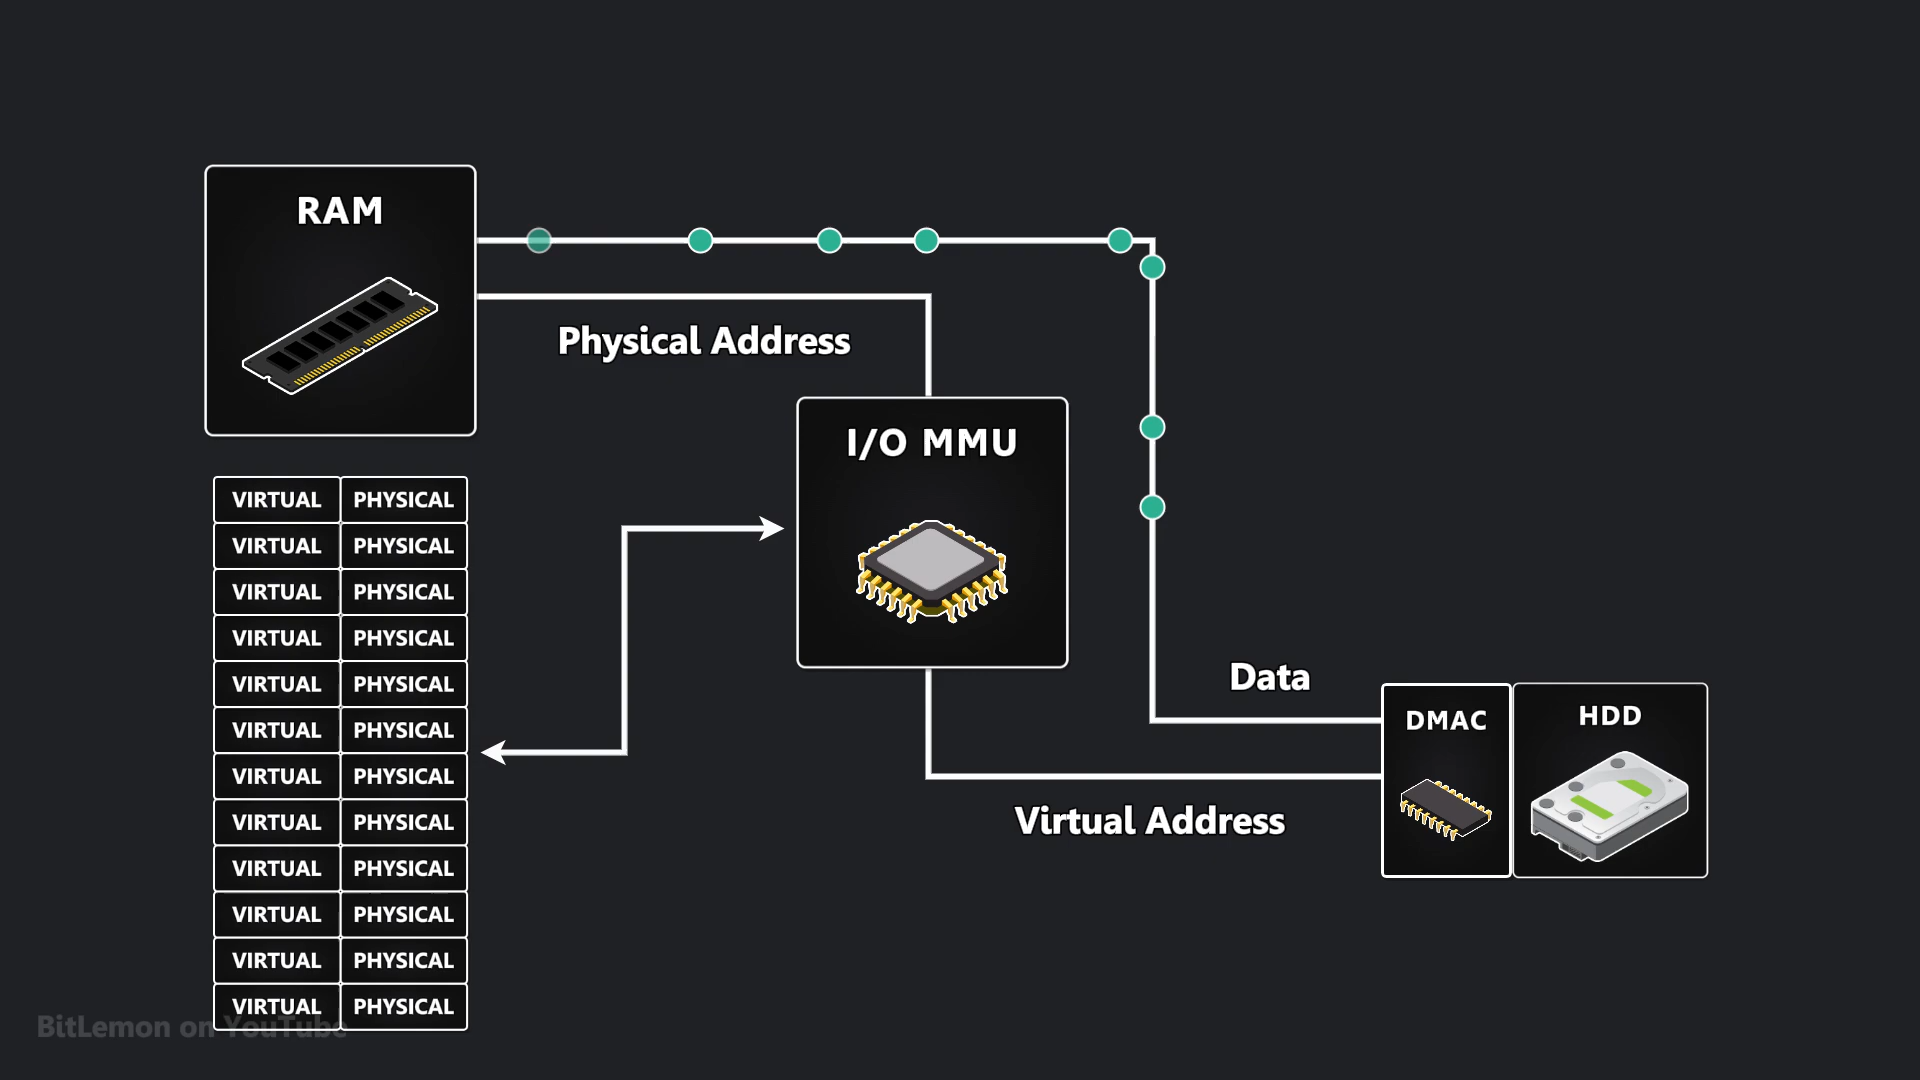 RAM
Physical Address
I/O MMU
VIRTUAL PHYSICAL
VIRTUAL PHYSICAL
VIRTUAL PHYSICAL
VIRTUAL PHYSICAL
VIRTUAL PHYSICAL
VIRTUAL PHYSICAL
VIRTUAL PHYSICAL
VIRTUAL PHYSICAL
VIRTUAL PHYSICAL
VIRTUAL PHYSICAL
VIRTUAL PHYSICAL
VIRTUAL PHYSICAL
Data
DMAC
HDD
Virtual Address
BitLemon on YouTube